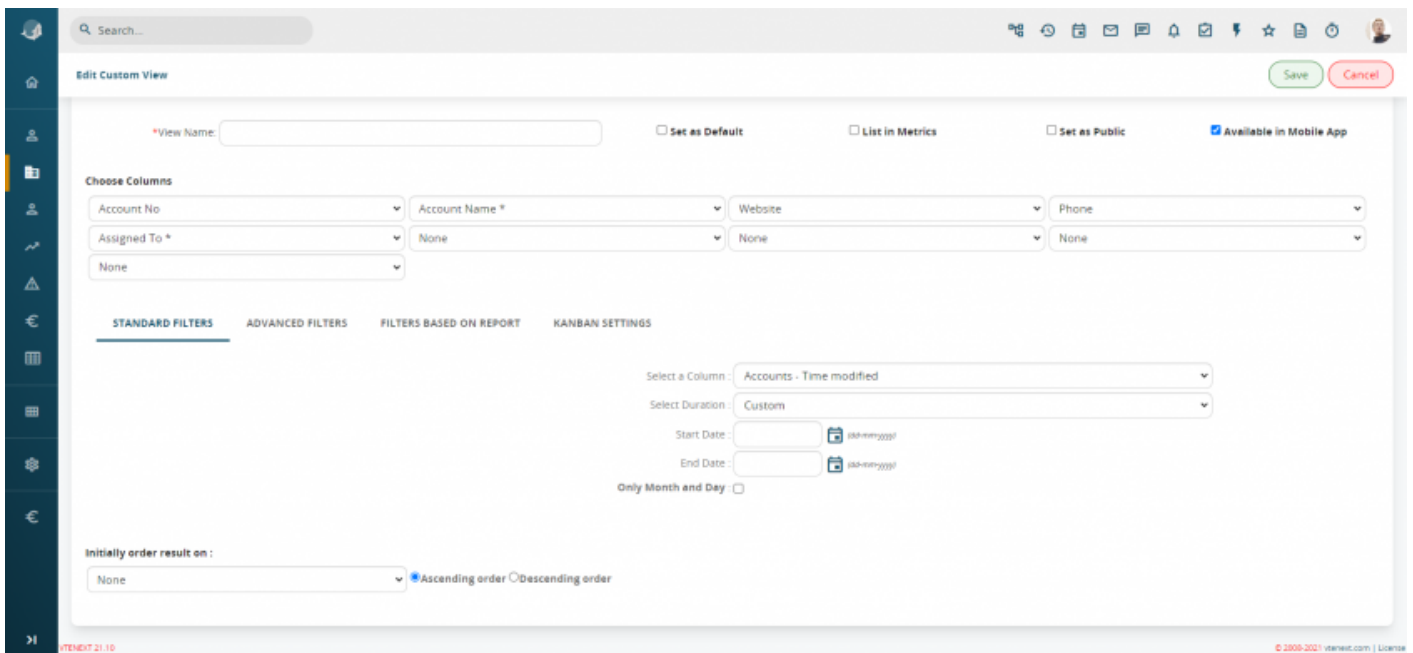 Search...
Edit Custom View
Save
Cancel
*View Name:
Set as Default
List in Metrics
Set as Public
Available in Mobile App
Choose Columns
Account No
Account Name *
Website
Phone
Assigned To *
None
None
None
None
STANDARD FILTERS
ADVANCED FILTERS
FILTERS BASED ON REPORT
KANBAN SETTINGS
Select a Column :
Accounts - Time modified
Select Duration :
Custom
Start Date :
(dd-mm-yyyy)
End Date :
(dd-mm-yyyy)
Only Month and Day :
Initially order result on :
None
Ascending order
Descending order
VTENEXT 21.10
© 2008-2021 vtenext.com | License